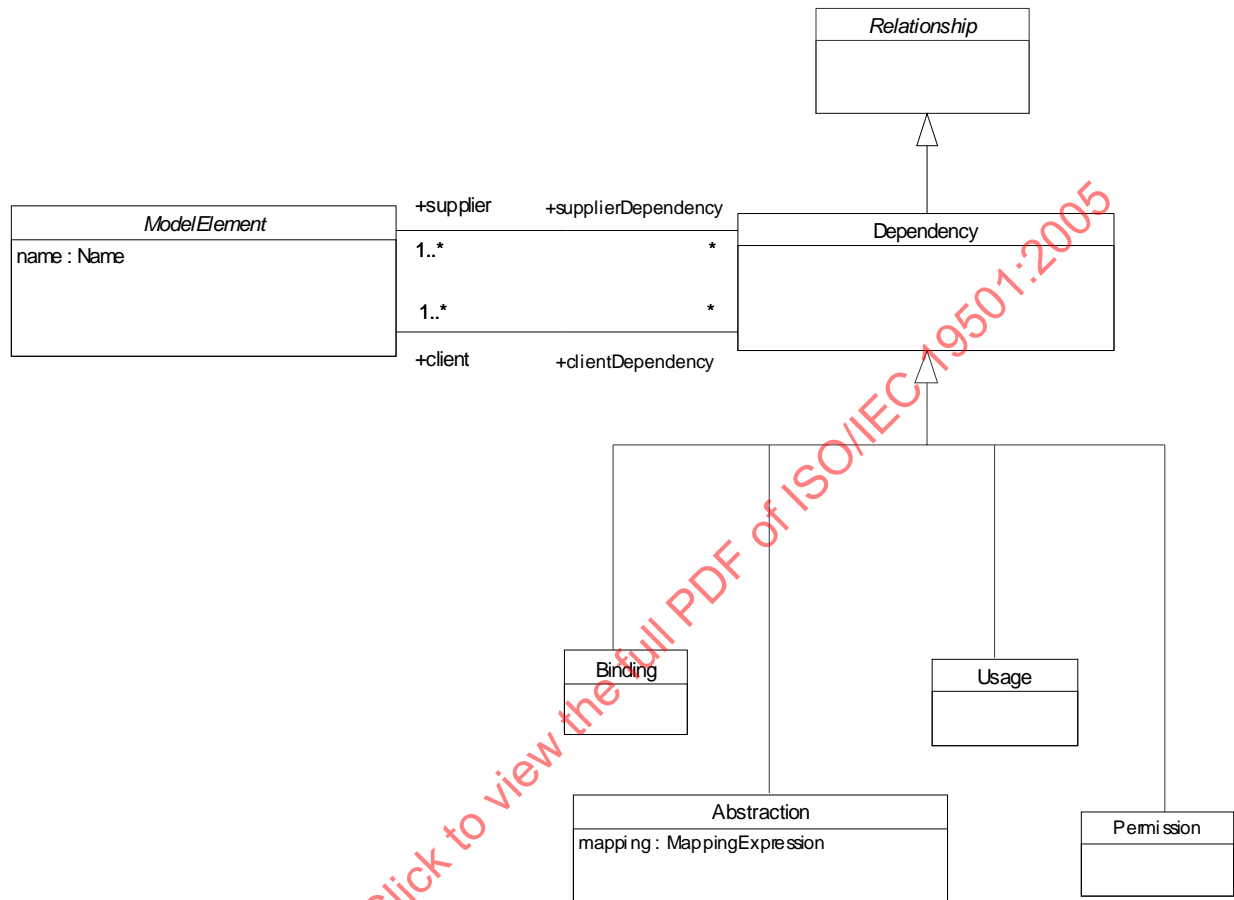 Relationship
+supplier
+supplierDependency
ModelElement
name : Name
1..*
*
Dependency
1..*
*
+client
+clientDependency
Binding
Usage
Abstraction
mapping : MappingExpression
Permission
Click to view the full PDF of ISO/IEC 19501:2005